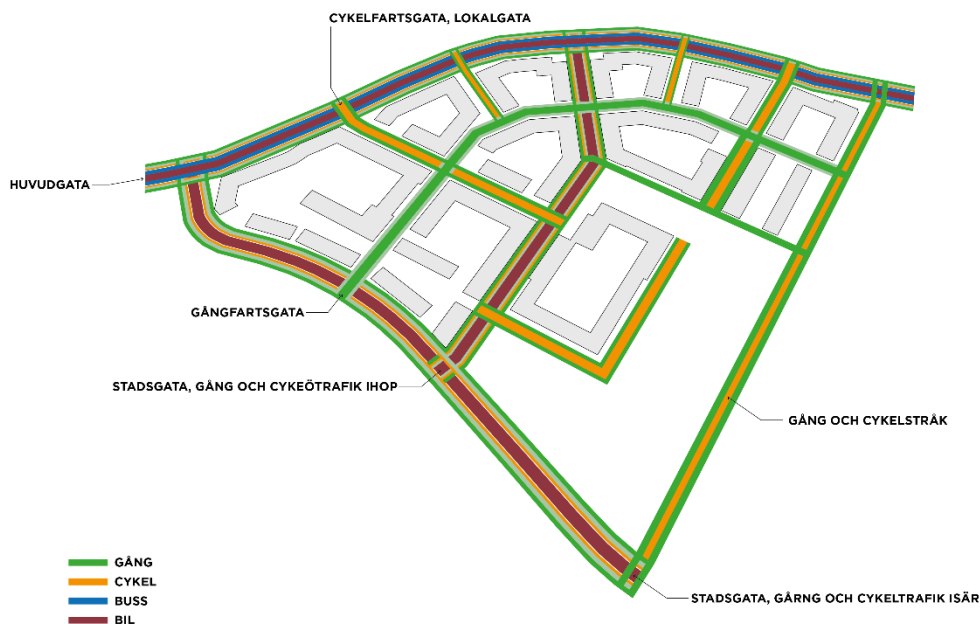 CYKELFARTSGATA, LOKALGATA
HUVUDGATA
GÅNGFARTSGATA
STADSGATA, GÅNG OCH CYKEÖTRAFIK IHOP
GÅNG OCH CYKELSTRÅK
STADSGATA, GÅRNG OCH CYKELTRAFIK ISÄR
GÅNG
CYKEL
BUSS
BIL